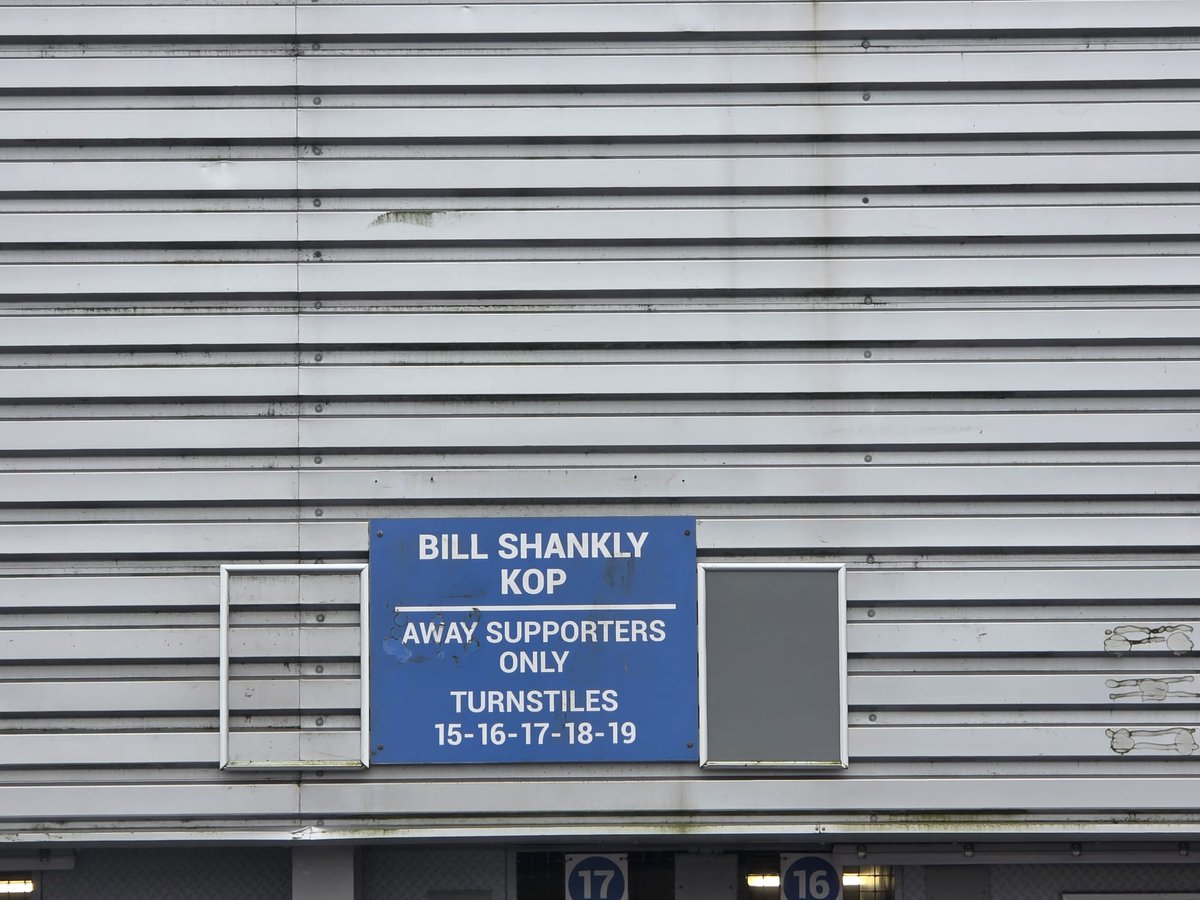 BILL SHANKLY
KOP
AWAY SUPPORTERS
ONLY
TURNSTILES
15-16-17-18-19
17
16